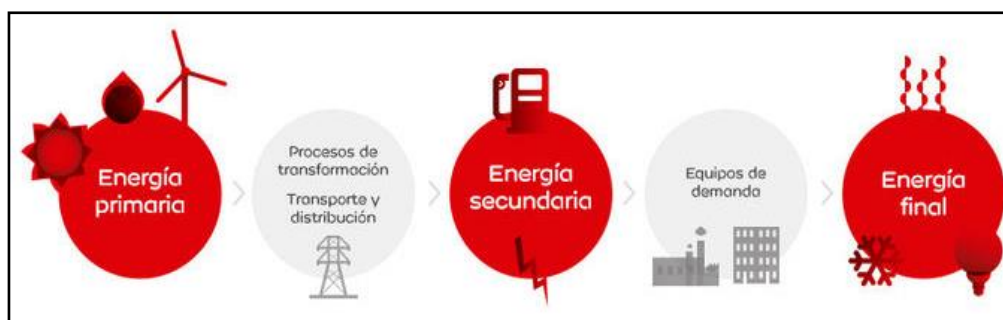 Energía
primaria
Procesos de
transformación
Transporte y
distribución
Energía
secundaria
Equipos de
demanda
Energía
final